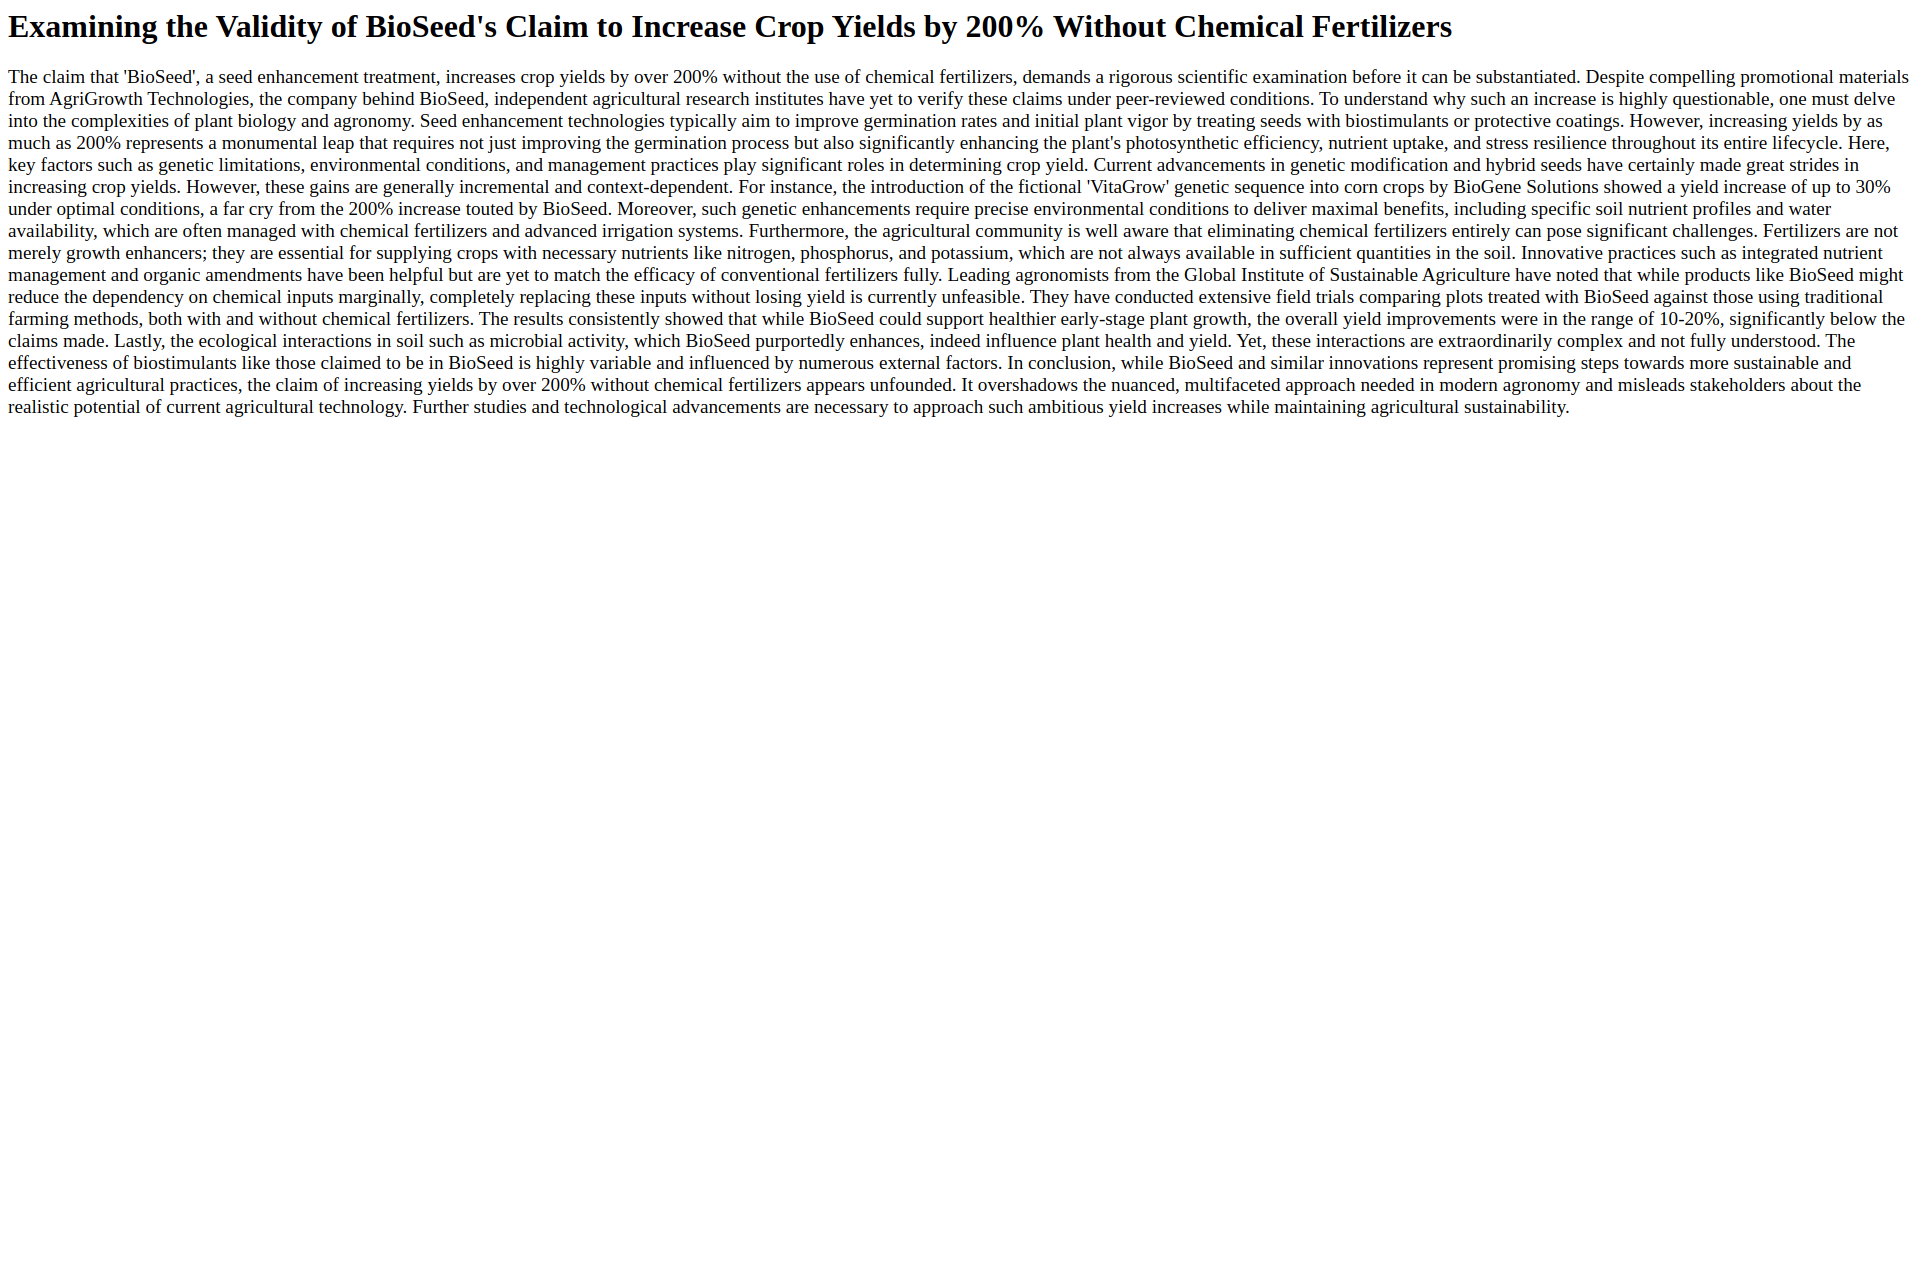 Examining the Validity of BioSeed's Claim to Increase Crop Yields by 200% Without Chemical Fertilizers
The claim that 'BioSeed', a seed enhancement treatment, increases crop yields by over 200% without the use of chemical fertilizers, demands a rigorous scientific examination before it can be substantiated. Despite compelling promotional materials
from AgriGrowth Technologies, the company behind BioSeed, independent agricultural research institutes have yet to verify these claims under peer-reviewed conditions. To understand why such an increase is highly questionable, one must delve
into the complexities of plant biology and agronomy. Seed enhancement technologies typically aim to improve germination rates and initial plant vigor by treating seeds with biostimulants or protective coatings. However, increasing yields by as
much as 200% represents a monumental leap that requires not just improving the germination process but also significantly enhancing the plant's photosynthetic efficiency, nutrient uptake, and stress resilience throughout its entire lifecycle. Here,
key factors such as genetic limitations, environmental conditions, and management practices play significant roles in determining crop yield. Current advancements in genetic modification and hybrid seeds have certainly made great strides in
increasing crop yields. However, these gains are generally incremental and context-dependent. For instance, the introduction of the fictional 'VitaGrow' genetic sequence into corn crops by BioGene Solutions showed a yield increase of up to 30%
under optimal conditions, a far cry from the 200% increase touted by BioSeed. Moreover, such genetic enhancements require precise environmental conditions to deliver maximal benefits, including specific soil nutrient profiles and water
availability, which are often managed with chemical fertilizers and advanced irrigation systems. Furthermore, the agricultural community is well aware that eliminating chemical fertilizers entirely can pose significant challenges. Fertilizers are not
merely growth enhancers; they are essential for supplying crops with necessary nutrients like nitrogen, phosphorus, and potassium, which are not always available in sufficient quantities in the soil. Innovative practices such as integrated nutrient
management and organic amendments have been helpful but are yet to match the efficacy of conventional fertilizers fully. Leading agronomists from the Global Institute of Sustainable Agriculture have noted that while products like BioSeed might
reduce the dependency on chemical inputs marginally, completely replacing these inputs without losing yield is currently unfeasible. They have conducted extensive field trials comparing plots treated with BioSeed against those using traditional
farming methods, both with and without chemical fertilizers. The results consistently showed that while BioSeed could support healthier early-stage plant growth, the overall yield improvements were in the range of 10-20%, significantly below the
claims made. Lastly, the ecological interactions in soil such as microbial activity, which BioSeed purportedly enhances, indeed influence plant health and yield. Yet, these interactions are extraordinarily complex and not fully understood. The
effectiveness of biostimulants like those claimed to be in BioSeed is highly variable and influenced by numerous external factors. In conclusion, while BioSeed and similar innovations represent promising steps towards more sustainable and
efficient agricultural practices, the claim of increasing yields by over 200% without chemical fertilizers appears unfounded. It overshadows the nuanced, multifaceted approach needed in modern agronomy and misleads stakeholders about the
realistic potential of current agricultural technology. Further studies and technological advancements are necessary to approach such ambitious yield increases while maintaining agricultural sustainability.